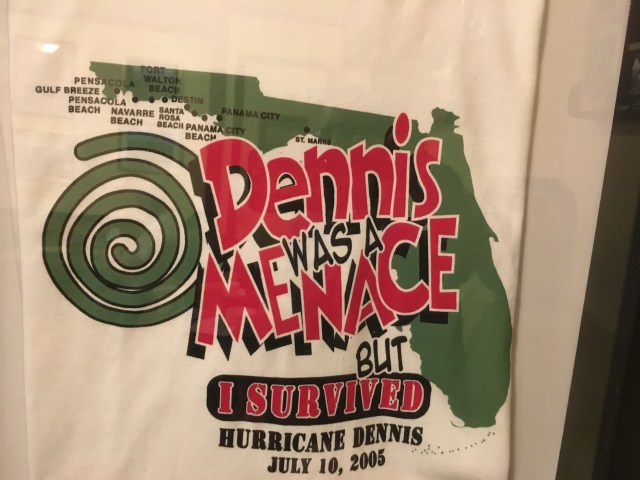 FORT
WALTON
BEACH
PENSACOLA
GULF BREEZE
DESTIN
PENSACOLA
BEACH
NAVARRE
BEACH
SANTA
ROSA
BEACH
PANAMA CITY
PANAMA CITY
BEACH
ST. MARKS
Dennis
WAS A
MENACE
BUT
I SURVIVED
HURRICANE DENNIS
JULY 10, 2005